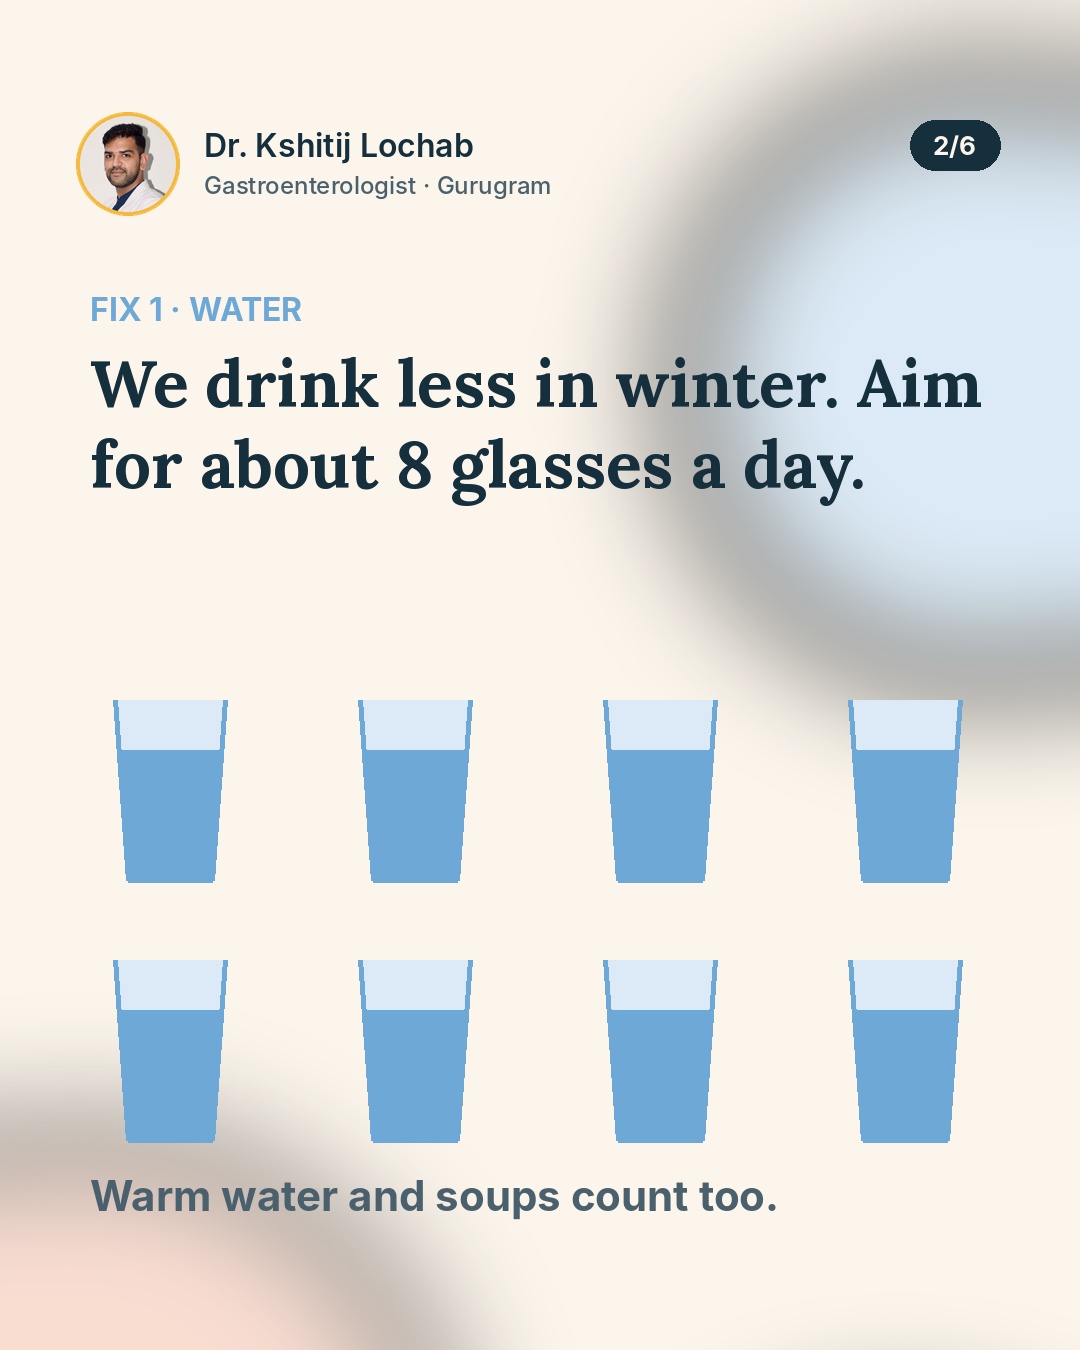 Dr. Kshitij Lochab
Gastroenterologist · Gurugram
2/6
FIX 1 · WATER
We drink less in winter. Aim
for about 8 glasses a day.
Warm water and soups count too.